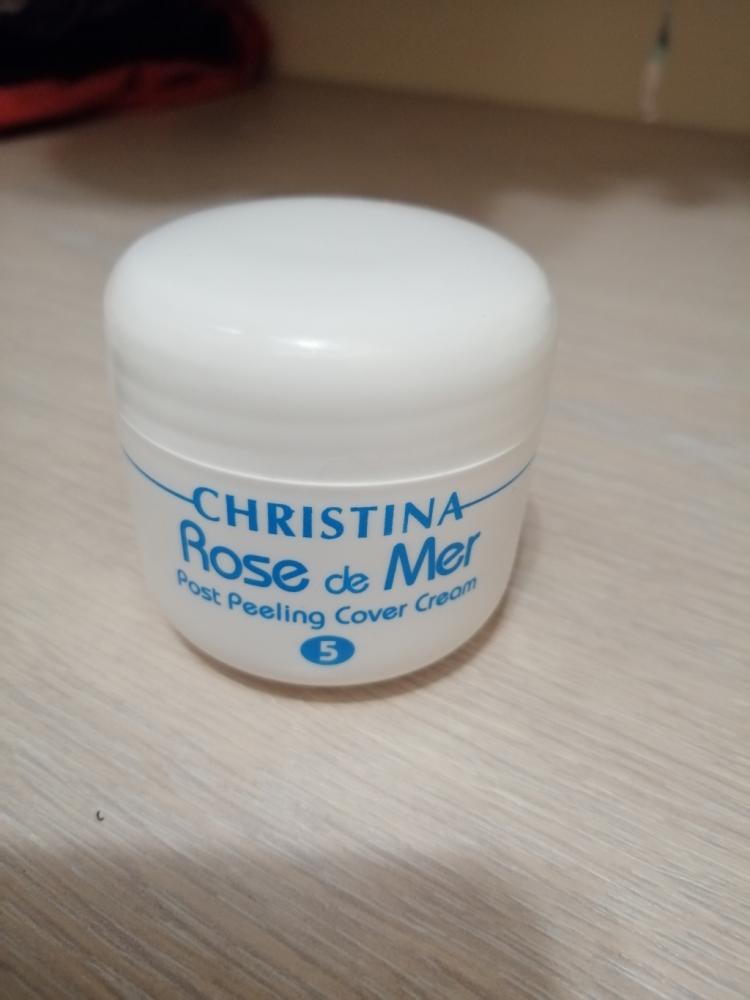 CHRISTINA
Rose de Mer
Post Peeling Cover Cream
5